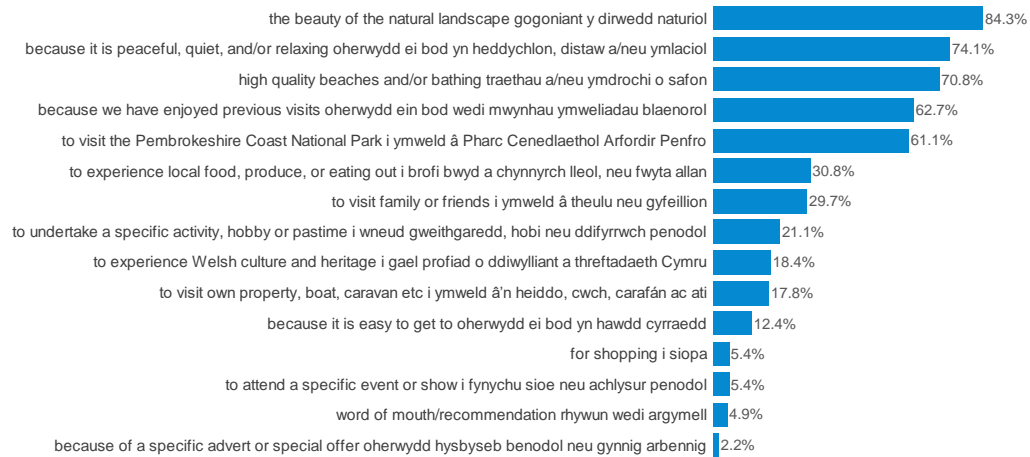 the beauty of the natural landscape gogoniant y dirwedd naturiol 84.3%
because it is peaceful, quiet, and/or relaxing oherwydd ei bod yn heddychlon, distaw a/neu ymlaciol 74.1%
high quality beaches and/or bathing traethau a/neu ymdrochi o safon 70.8%
because we have enjoyed previous visits oherwydd ein bod wedi mwynhau ymweliadau blaenorol 62.7%
to visit the Pembrokeshire Coast National Park i ymweld â Pharc Cenedlaethol Arfordir Penfro 61.1%
to experience local food, produce, or eating out i brofi bwyd a chynnyrch lleol, neu fwyta allan 30.8%
to visit family or friends i ymweld â theulu neu gyfeillion 29.7%
to undertake a specific activity, hobby or pastime i wneud gweithgaredd, hobi neu ddifyrrwch penodol 21.1%
to experience Welsh culture and heritage i gael profiad o ddiwylliant a threftadaeth Cymru 18.4%
to visit own property, boat, caravan etc i ymweld â’n heiddo, cwch, carafán ac ati 17.8%
because it is easy to get to oherwydd ei bod yn hawdd cyrraedd 12.4%
for shopping i siopa 5.4%
to attend a specific event or show i fynychu sioe neu achlysur penodol 5.4%
word of mouth/recommendation rhywun wedi argymell 4.9%
because of a specific advert or special offer oherwydd hysbyseb benodol neu gynnig arbennig 2.2%